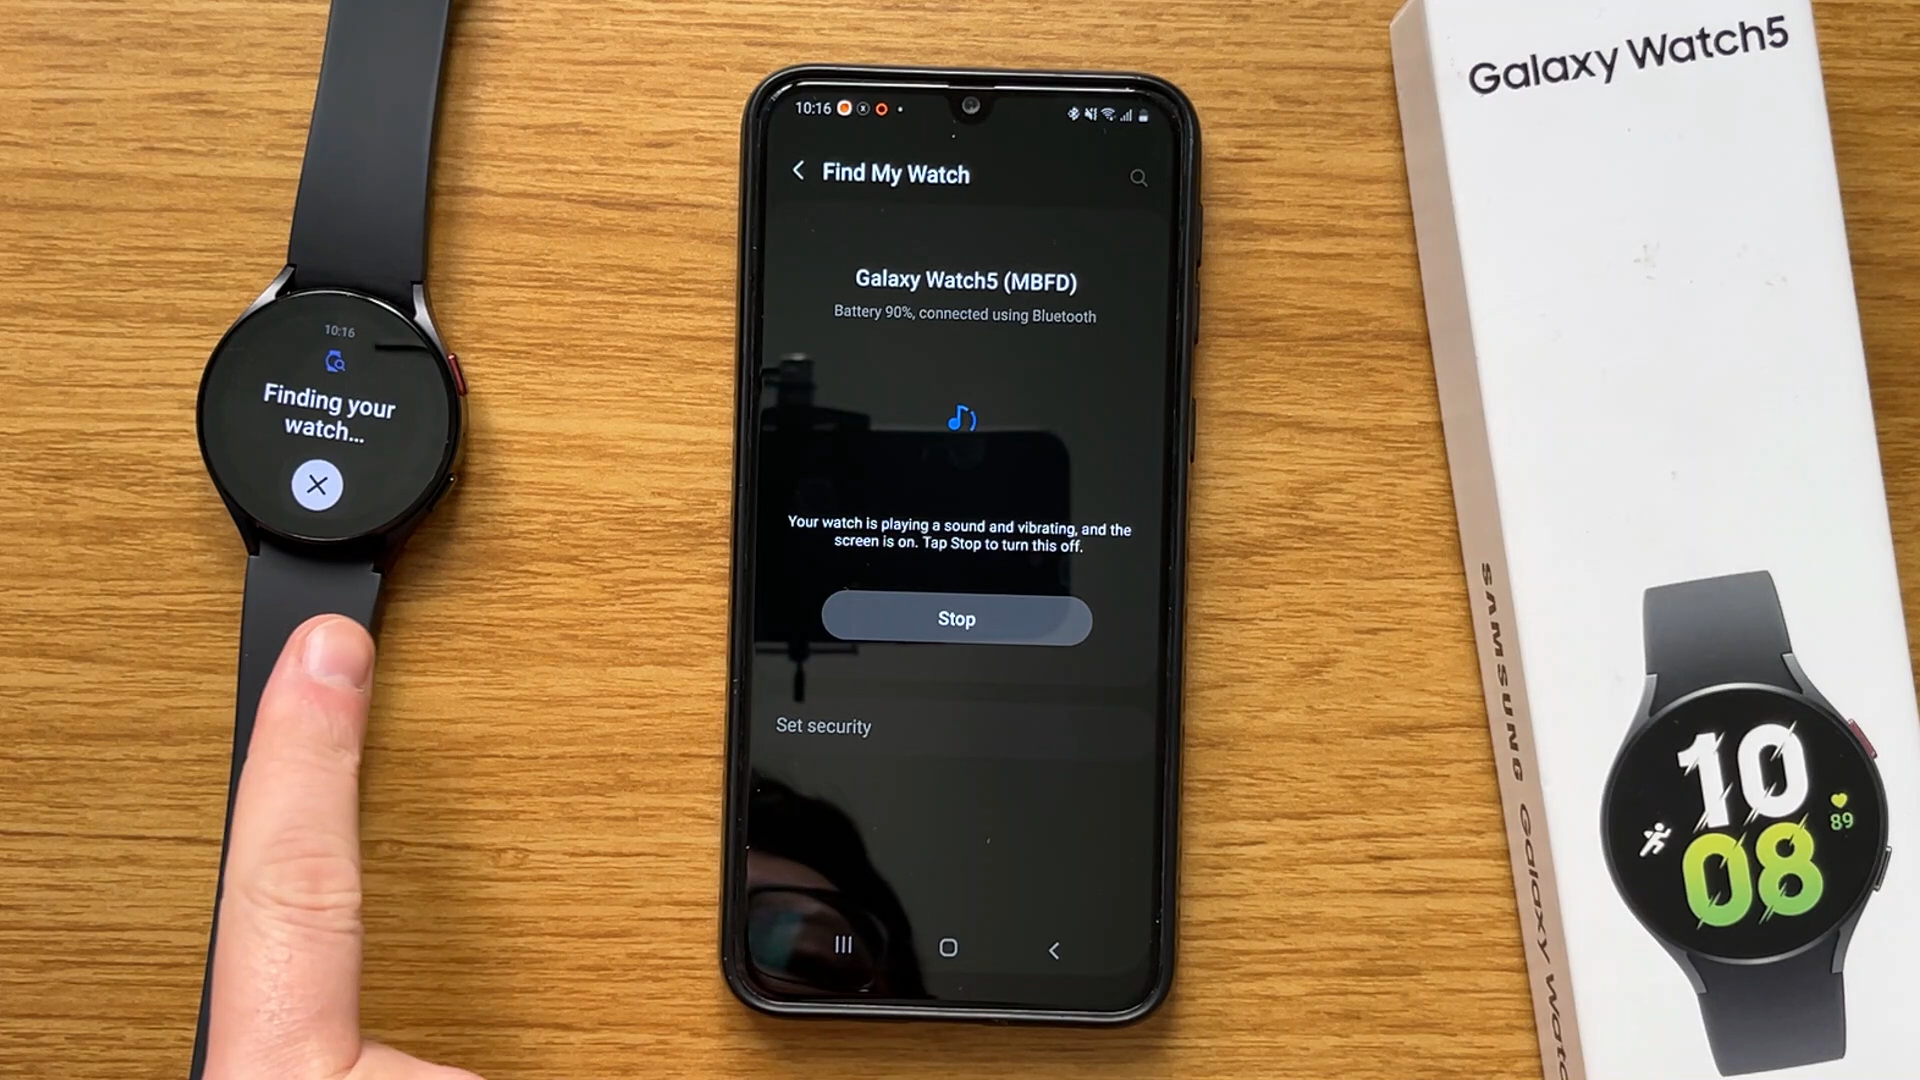 10:16
Finding your
watch...
10:16
Find My Watch
Galaxy Watch5 (MBFD)
Battery 90%, connected using Bluetooth
Your watch is playing a sound and vibrating, and the
screen is on. Tap Stop to turn this off.
Stop
Set security
Galaxy Watch5
SAMSUNG Galaxy Watc
10
08
89